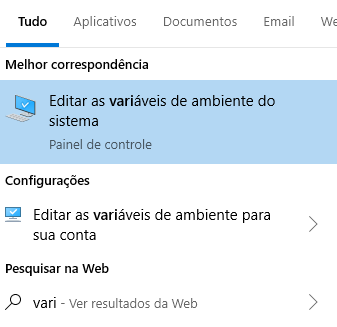 Tudo Aplicativos Documentos Email We
Melhor correspondência
Editar as variáveis de ambiente do
sistema
Painel de controle
Configurações
Editar as variáveis de ambiente para
sua conta
Pesquisar na Web
vari - Ver resultados da Web